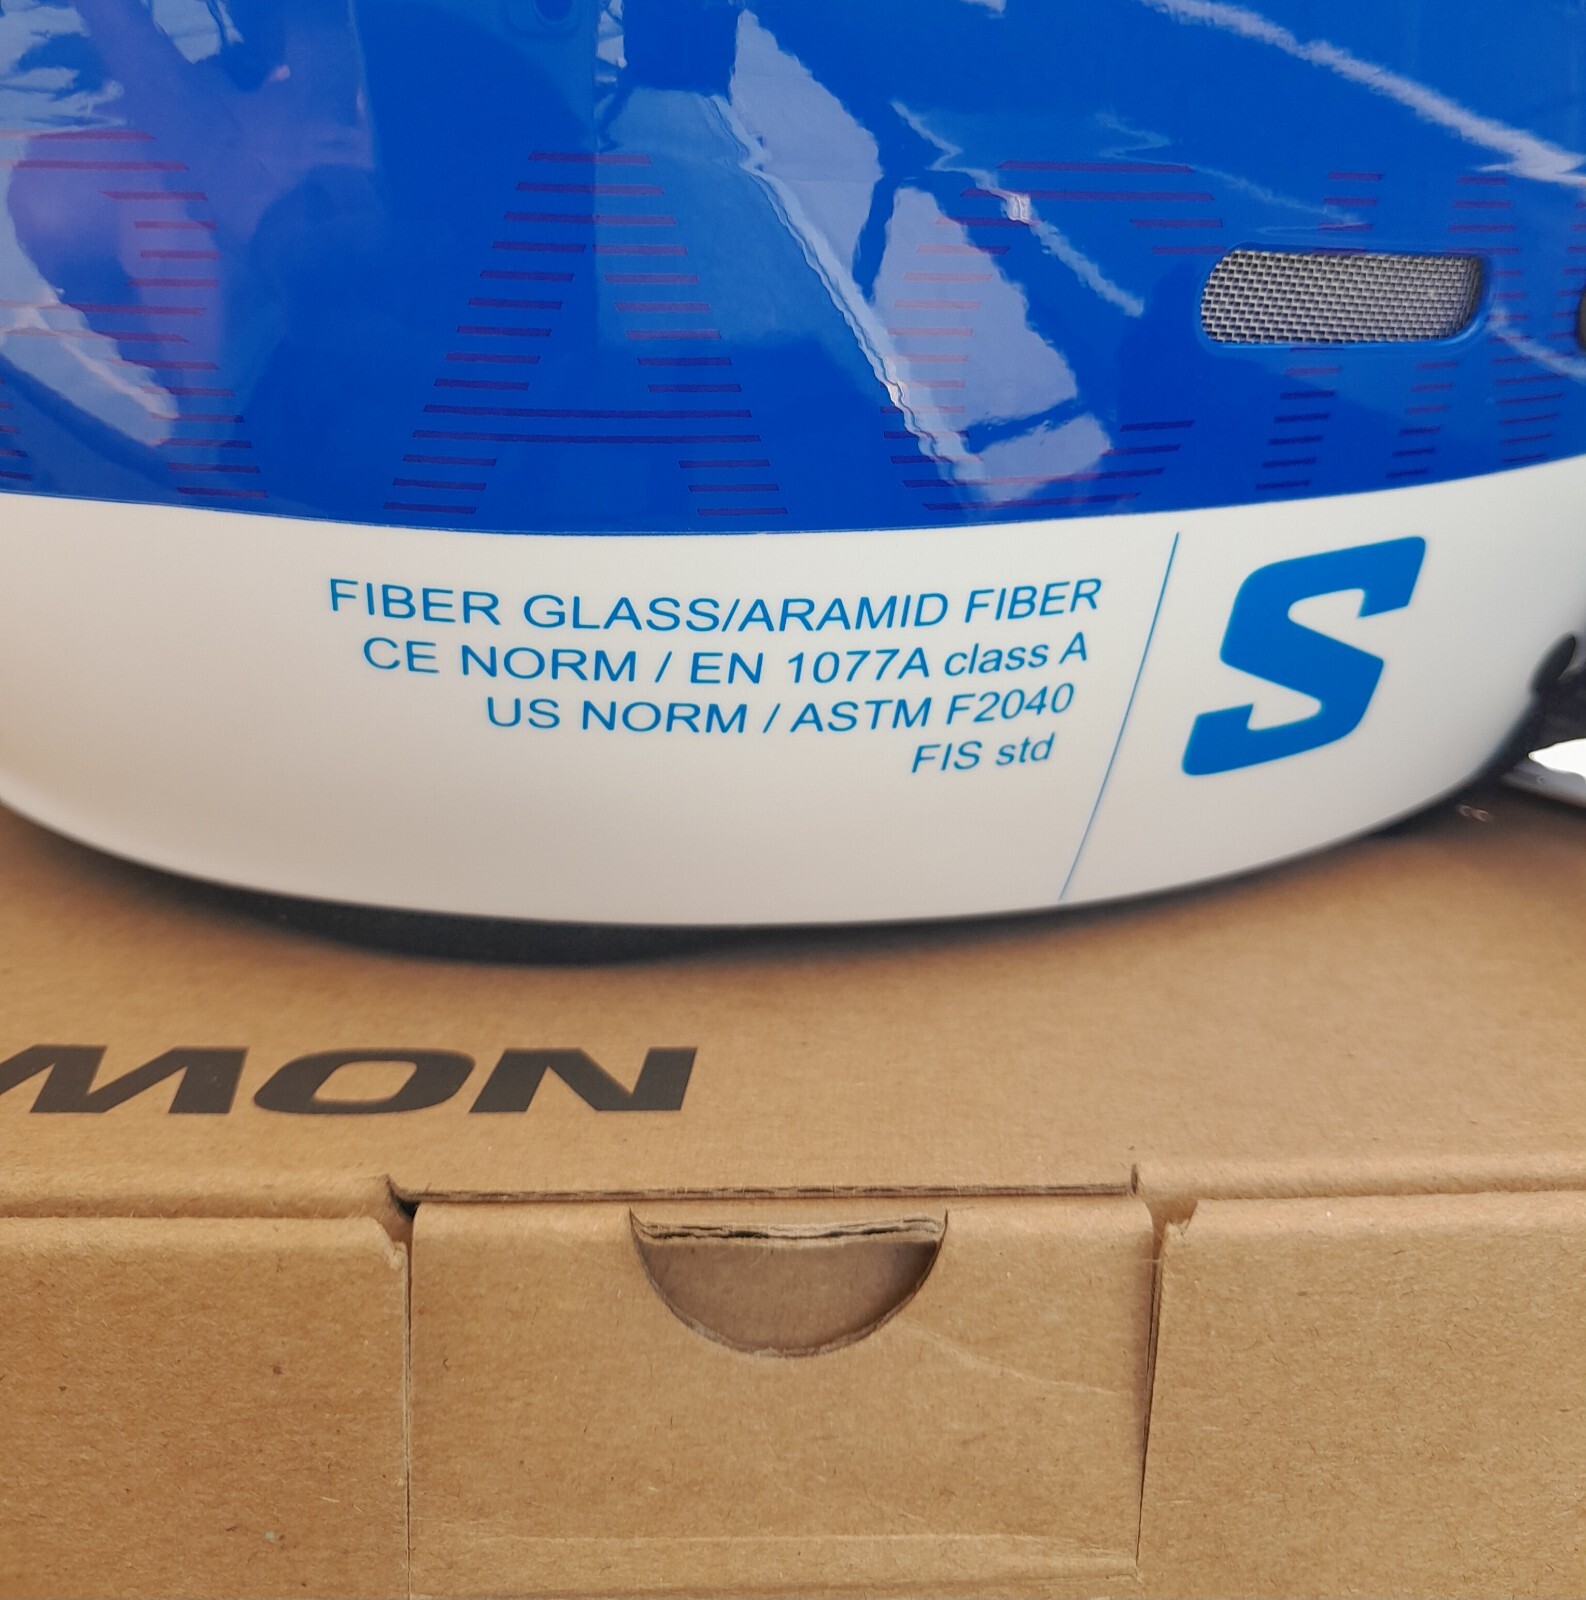 FIBER GLASS/ARAMID FIBER
CE NORM / EN 1077A class A
US NORM / ASTM F2040
FIS std
S
MON